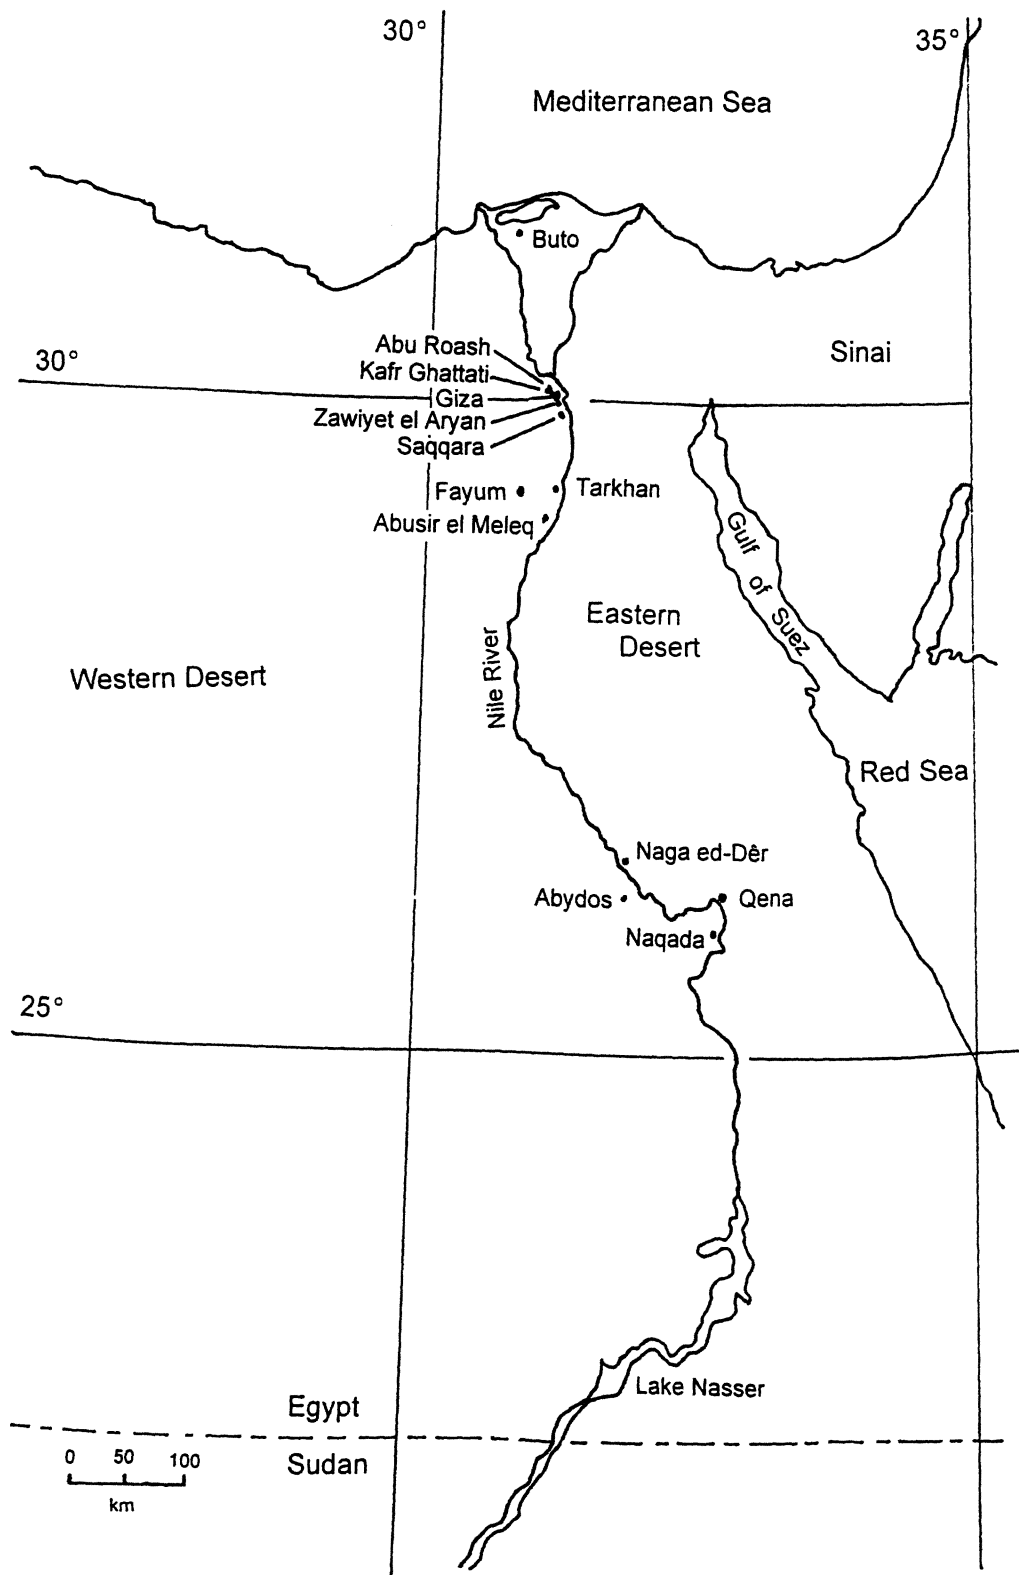 30°
35°
Mediterranean Sea
Buto
Abu Roash
30°
Sinai
Kafr Ghattati
Giza
Zawiyet el Aryan
Saqqara
Fayum
Tarkhan
Abusir el Meleq
Gulf of Suez
Eastern
Desert
Nile River
Western Desert
Red Sea
Naga ed-Dêr
Abydos
Qena
Naqada
25°
Lake Nasser
Egypt
Sudan
0 50 100
km